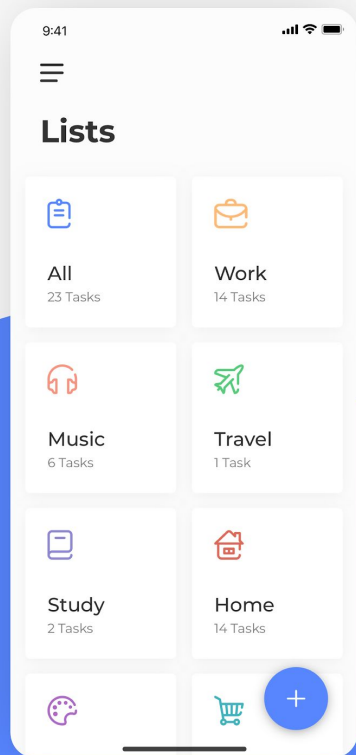 9:41
Lists
All
23 Tasks
Work
14 Tasks
Music
6 Tasks
Travel
1 Task
Study
2 Tasks
Home
14 Tasks